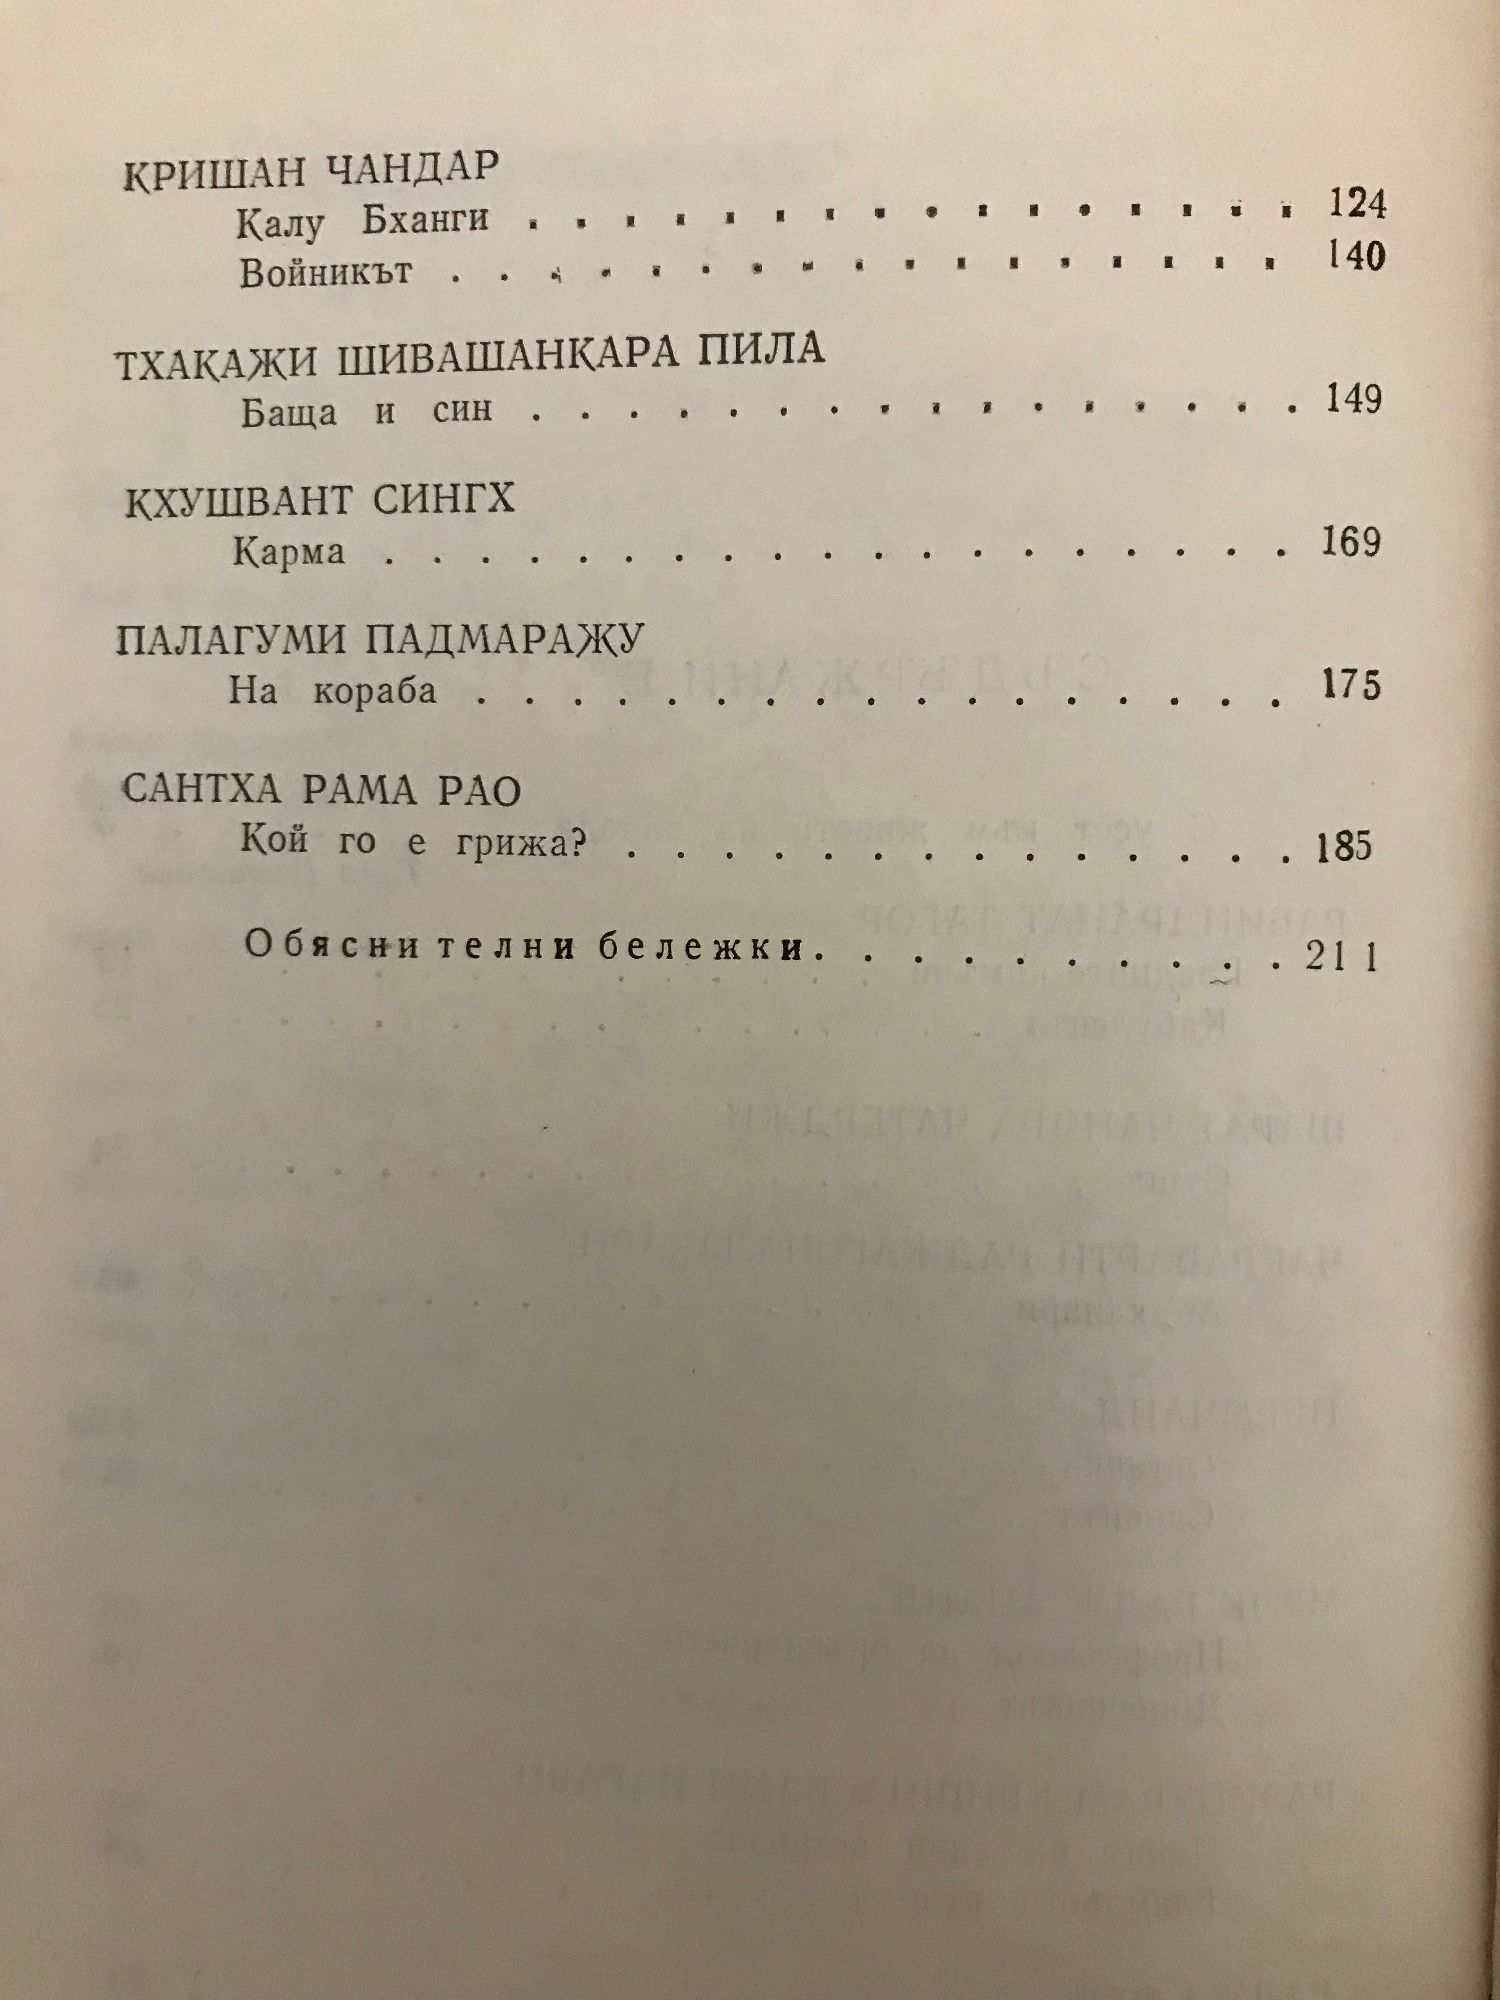 КРИШАН ЧАНДАР
Калу Бханги . . . . . . . . . . . . . . . . 124
Войникът . . . . . . . . . . . . . . . . . 140
ТХАКАЖИ ШИВАШАНКАРА ПИЛА
Баща и син . . . . . . . . . . . . . . . . 149
КХУШВАНТ СИНГХ
Карма . . . . . . . . . . . . . . . . . . . 169
ПАЛАГУМИ ПАДМАРАЖУ
На кораба . . . . . . . . . . . . . . . . . 175
САНТХА РАМА РАО
Кой го е грижа? . . . . . . . . . . . . . . 185
Обяснителни бележки. . . . . . . . . . 211